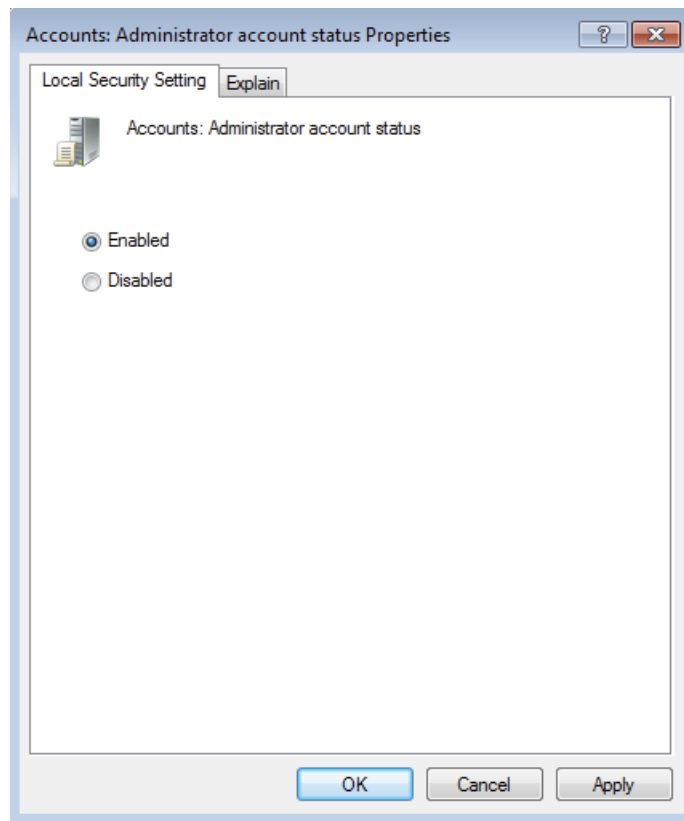 Accounts: Administrator account status Properties
Local Security Setting
Explain
Accounts: Administrator account status
Enabled
Disabled
OK
Cancel
Apply